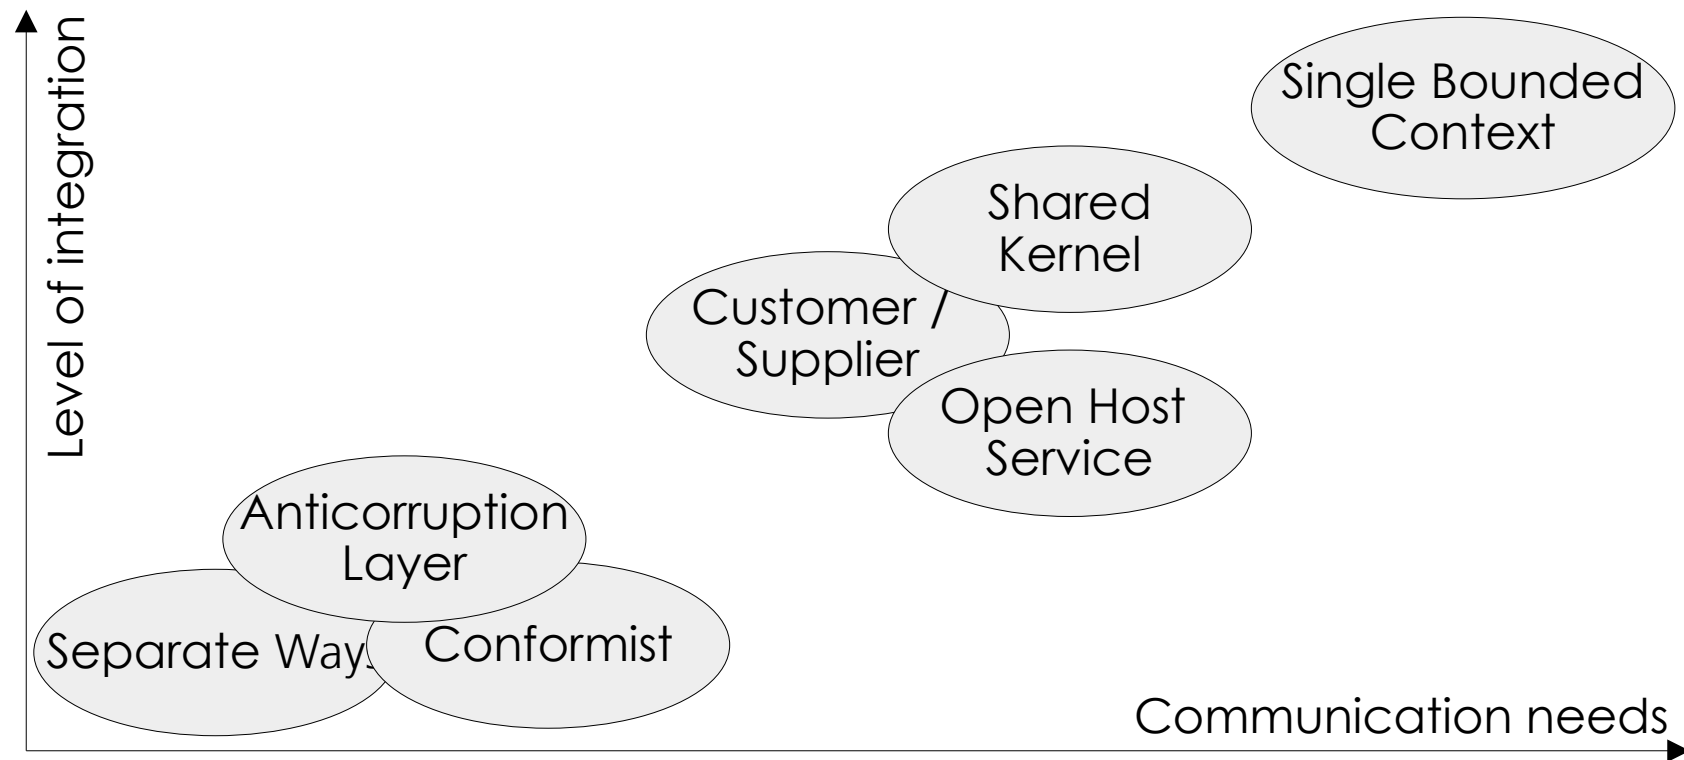 Level of integration
Single Bounded
Context
Shared
Kernel
Customer /
Supplier
Open Host
Service
Anticorruption
Layer
Separate Ways
Conformist
Communication needs